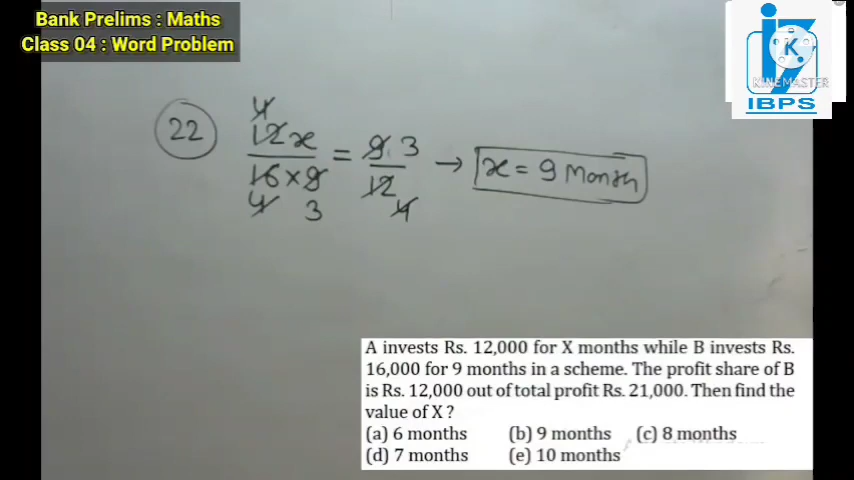 Bank Prelims : Maths
Class 04 : Word Problem
K
KINEMASTER
IBPS
22
4
12x = 9 3 → x = 9 Month
16 × 9 12
4 3 4
A invests Rs. 12,000 for X months while B invests Rs.
16,000 for 9 months in a scheme. The profit share of B
is Rs. 12,000 out of total profit Rs. 21,000. Then find the
value of X ?
(a) 6 months (b) 9 months (c) 8 months
(d) 7 months (e) 10 months